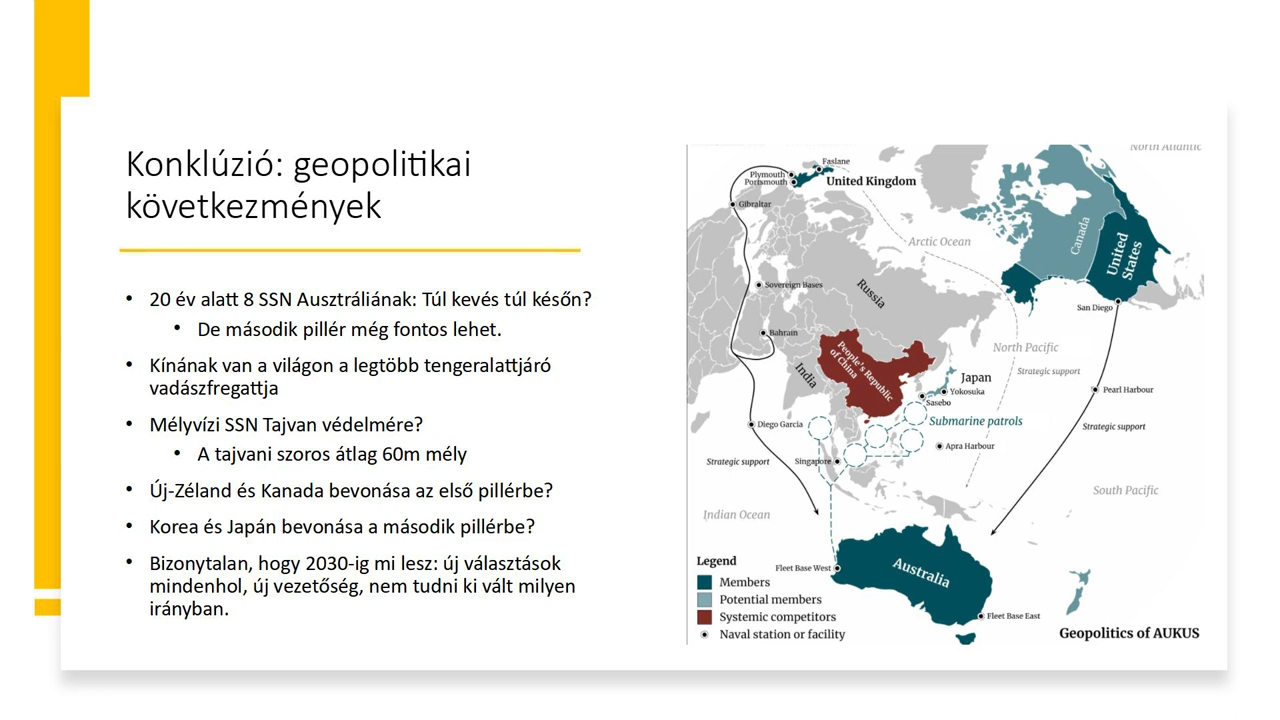 Konklúzió: geopolitikai
következmények
• 20 év alatt 8 SSN Ausztráliának: Túl kevés túl későn?
• De második pillér még fontos lehet.
• Kínának van a világon a legtöbb tengeralattjáró
vadászfregattja
• Mélyvízi SSN Tajvan védelmére?
• A tajvani szoros átlag 60m mély
• Új-Zéland és Kanada bevonása az első pillérbe?
• Korea és Japán bevonása a második pillérbe?
• Bizonytalan, hogy 2030-ig mi lesz: új választások
mindenhol, új vezetőség, nem tudni ki vált milyen
irányban.
North Atlantic
Faslane
Plymouth
Portsmouth
United Kingdom
Gibraltar
Arctic Ocean
Canada
United
States
Sovereign Bases
Russia
San Diego
Bahrain
People's Republic
of China
North Pacific
India
Strategic support
Japan
Yokosuka
Sasebo
Pearl Harbour
Diego Garcia
Submarine patrols
Strategic support
Apra Harbour
Strategic support
Singapore
South Pacific
Indian Ocean
Legend
Members
Potential members
Systemic competitors
Naval station or facility
Fleet Base West
Australia
Fleet Base East
Geopolitics of AUKUS